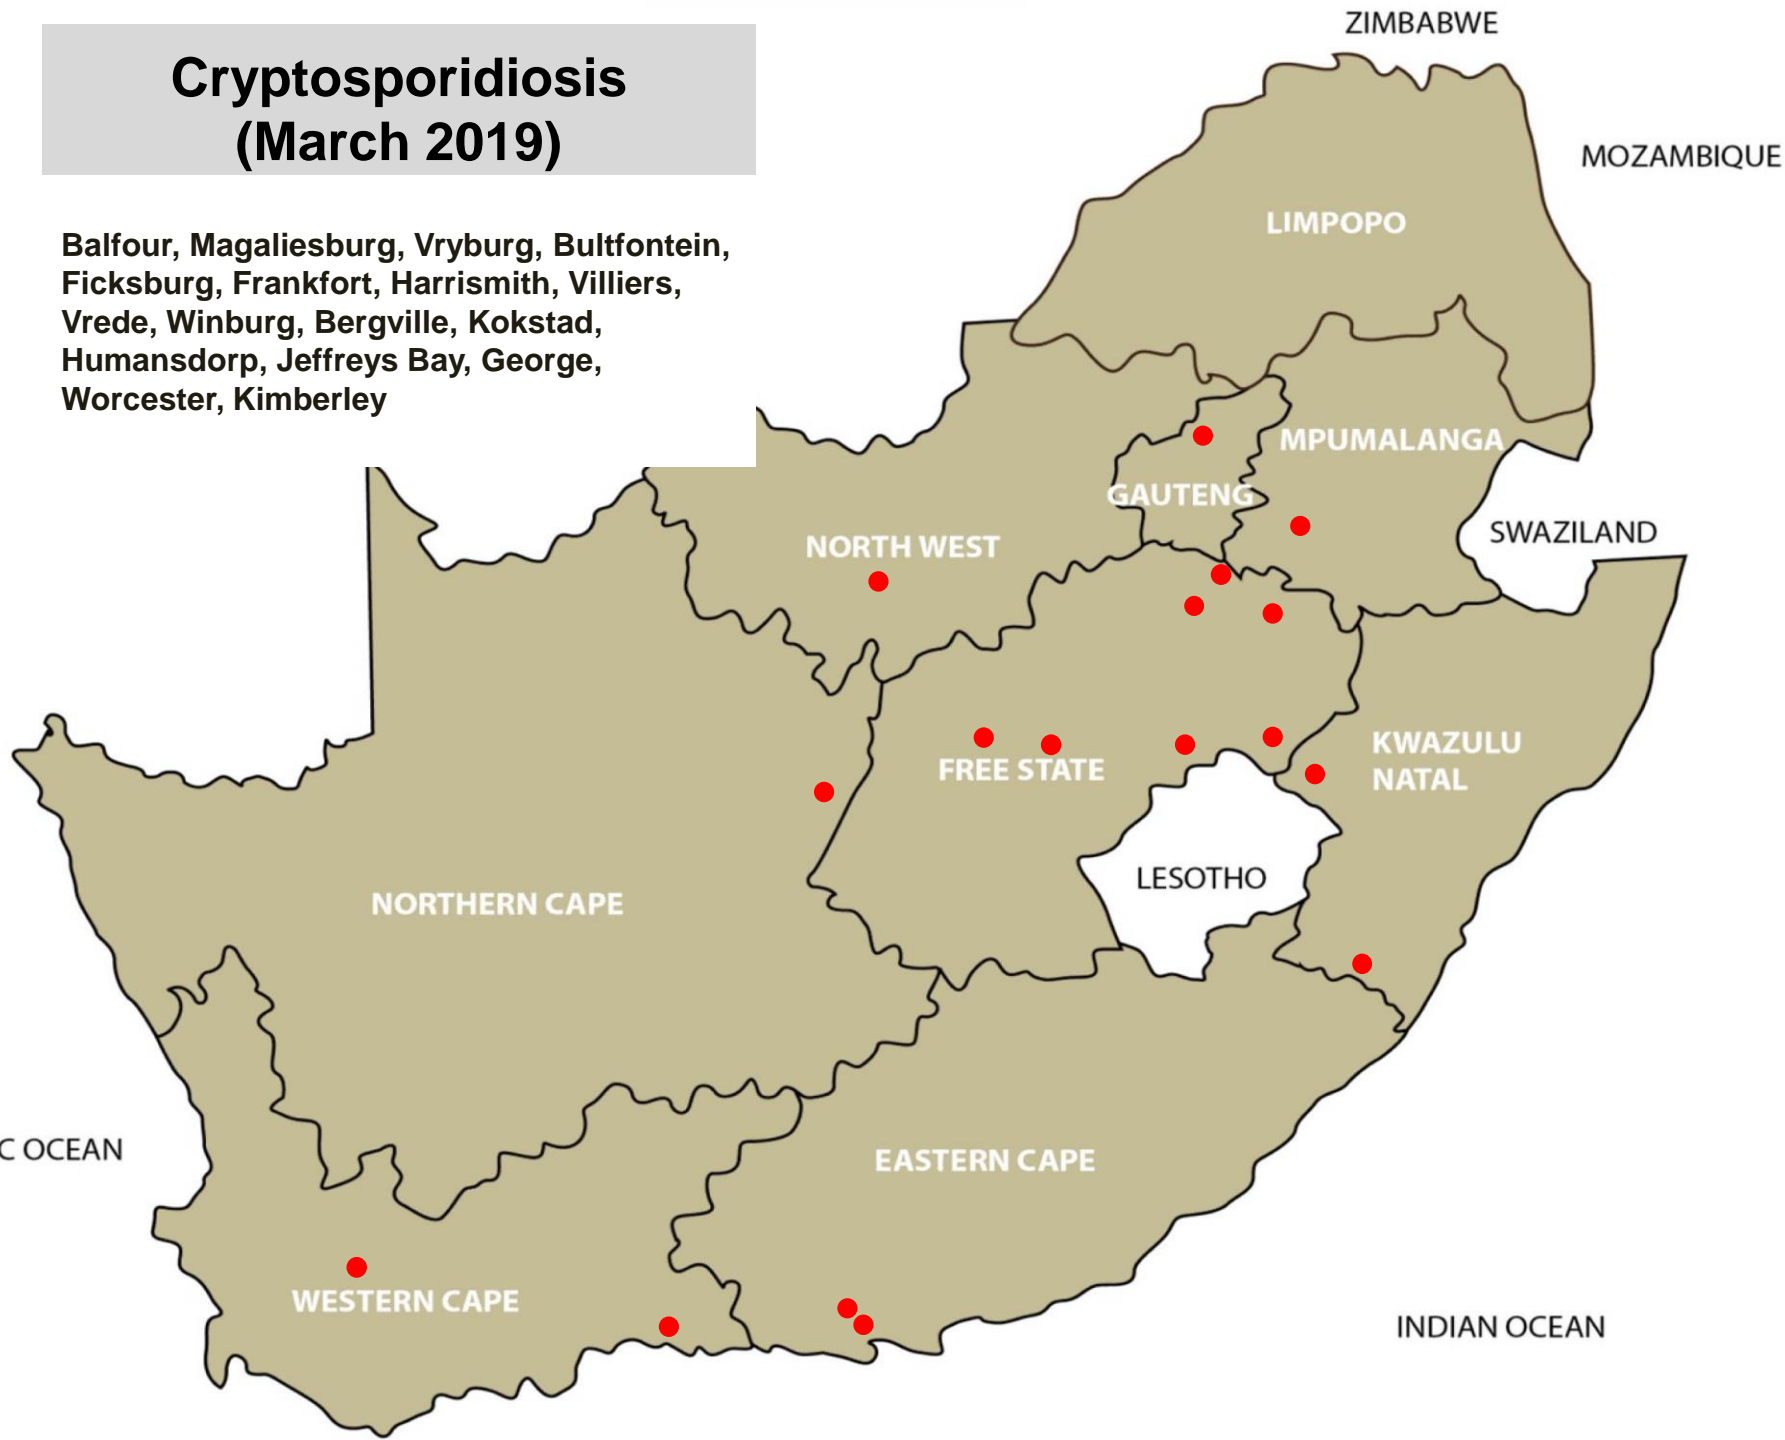 Cryptosporidiosis
(March 2019)
Balfour, Magaliesburg, Vryburg, Bultfontein,
Ficksburg, Frankfort, Harrismith, Villiers,
Vrede, Winburg, Bergville, Kokstad,
Humansdorp, Jeffreys Bay, George,
Worcester, Kimberley
ZIMBABWE
MOZAMBIQUE
LIMPOPO
MPUMALANGA
GAUTENG
SWAZILAND
NORTH WEST
KWAZULU
NATAL
FREE STATE
LESOTHO
NORTHERN CAPE
C OCEAN
EASTERN CAPE
WESTERN CAPE
INDIAN OCEAN